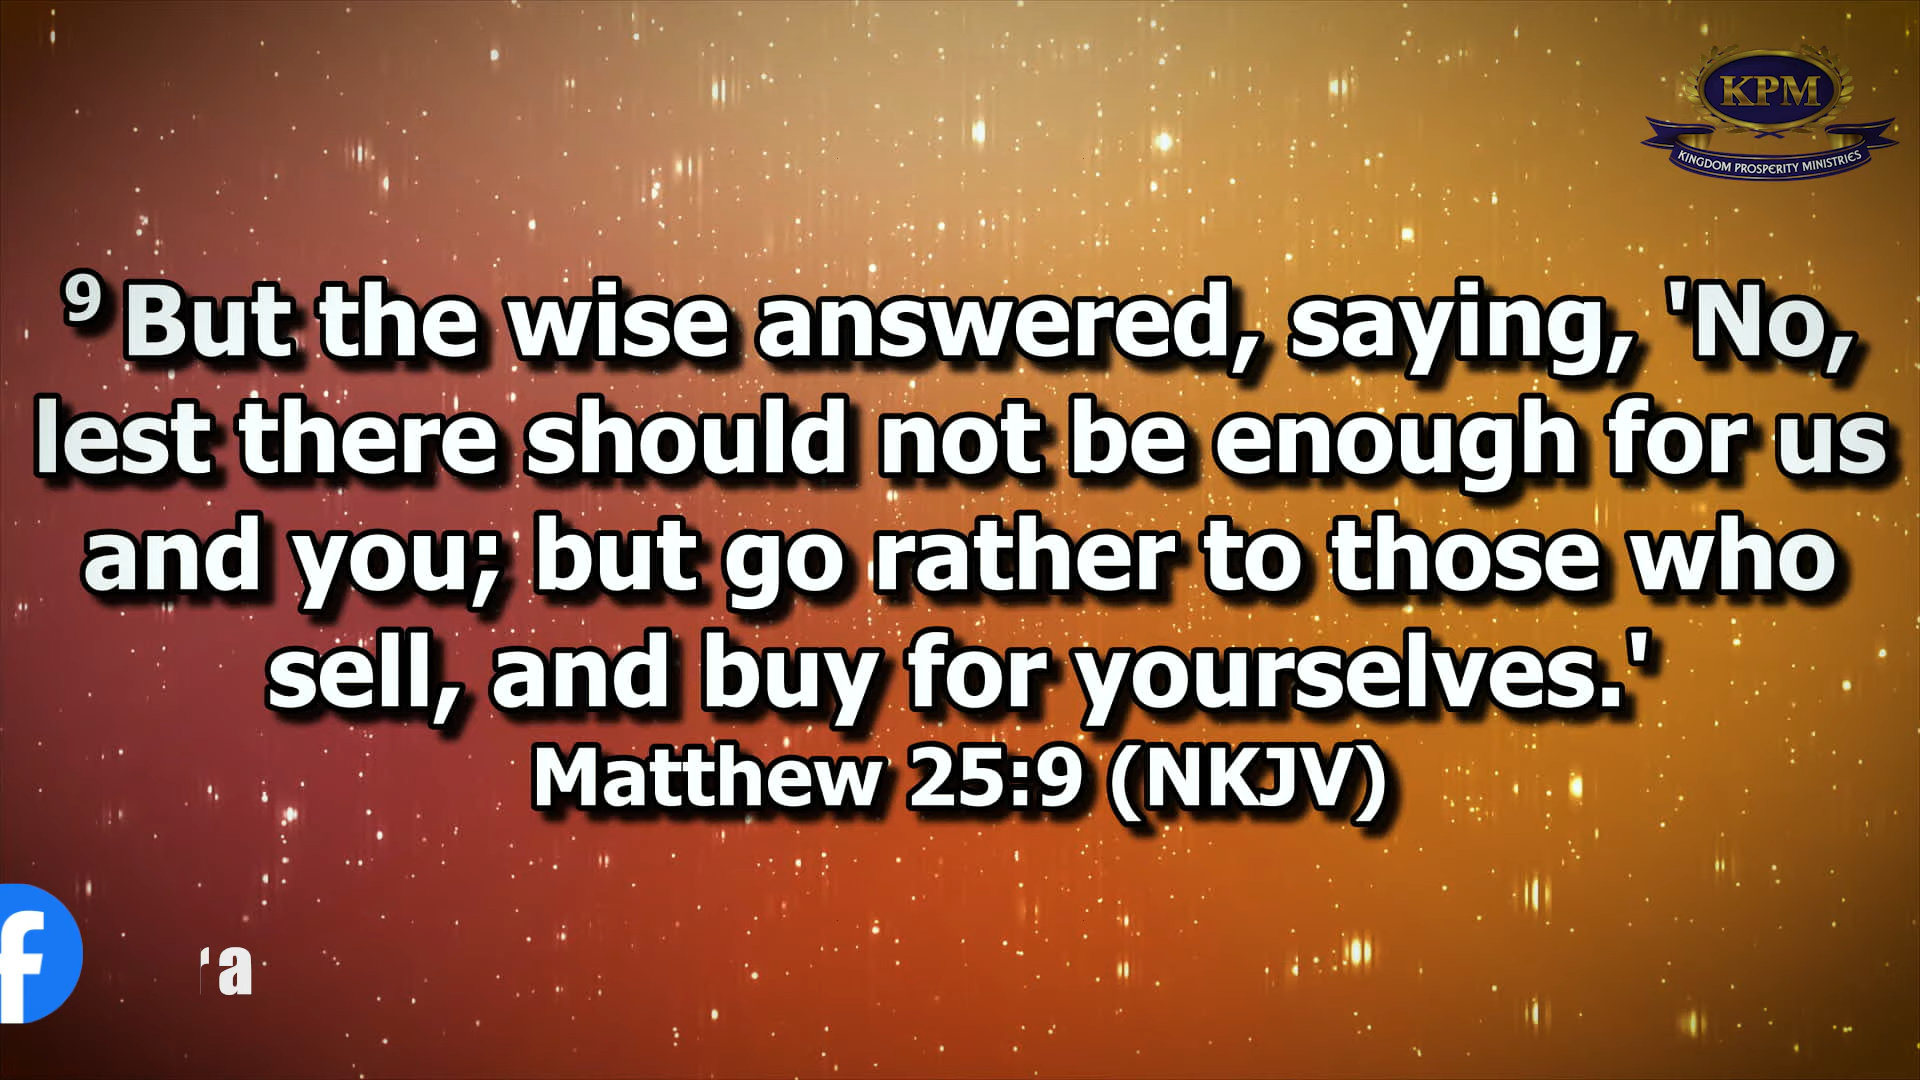 KPM
KINGDOM PROSPERITY MINISTRIES
9 But the wise answered, saying, 'No,
lest there should not be enough for us
and you; but go rather to those who
sell, and buy for yourselves.'
Matthew 25:9 (NKJV)
f